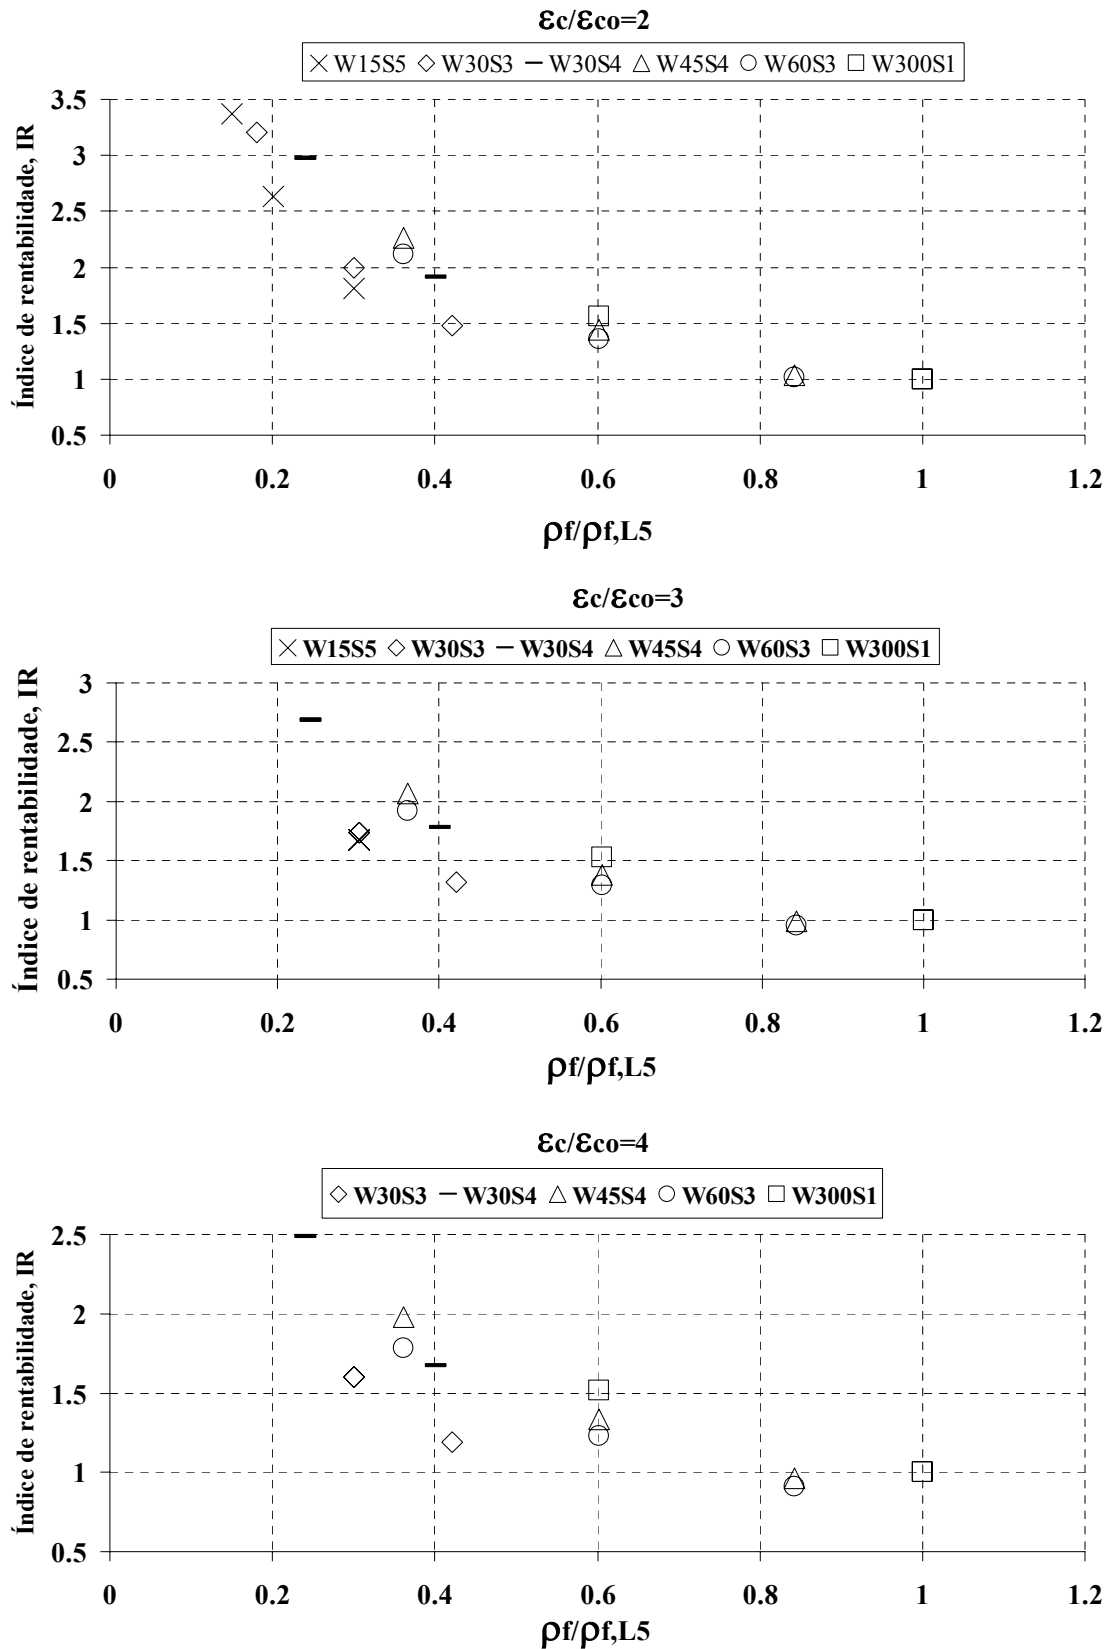 εc/εco=2
W15S5 W30S3 W30S4 W45S4 W60S3 W300S1
Índice de rentabilidade, IR
3.5
3
2.5
2
1.5
1
0.5
0 0.2 0.4 0.6 0.8 1 1.2
ρf/ρf,L5
εc/εco=3
W15S5 W30S3 W30S4 W45S4 W60S3 W300S1
Índice de rentabilidade, IR
3
2.5
2
1.5
1
0.5
0 0.2 0.4 0.6 0.8 1 1.2
ρf/ρf,L5
εc/εco=4
W30S3 W30S4 W45S4 W60S3 W300S1
Índice de rentabilidade, IR
2.5
2
1.5
1
0.5
0 0.2 0.4 0.6 0.8 1 1.2
ρf/ρf,L5